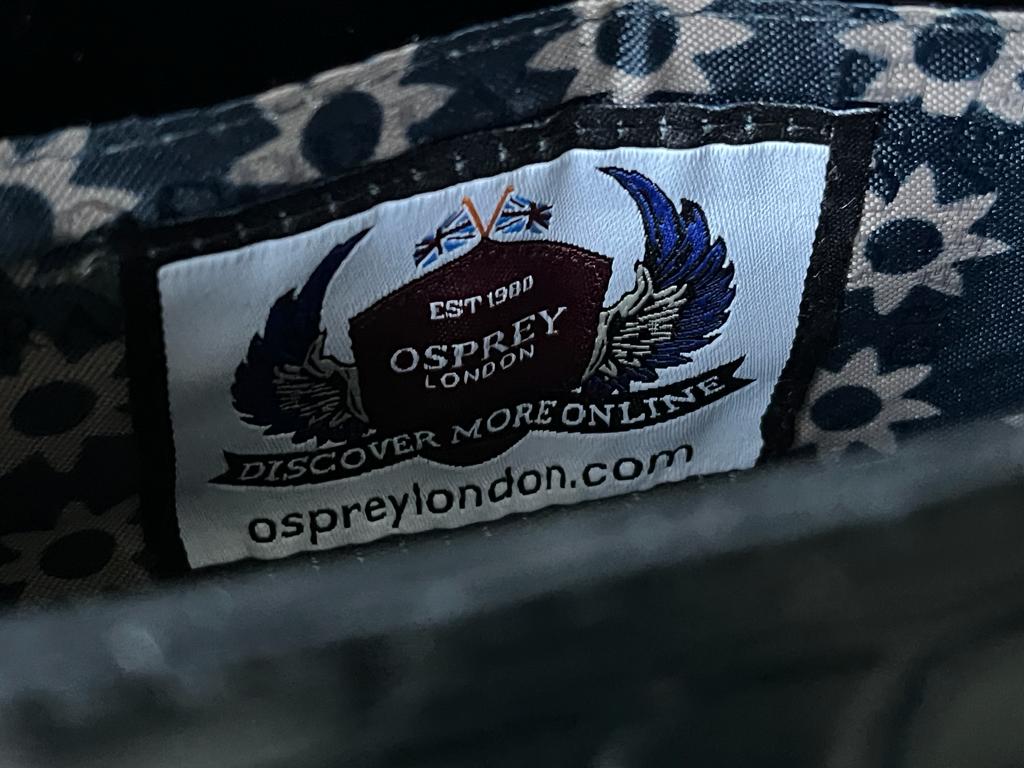 EST 1980
OSPREY
LONDON
DISCOVER MORE ONLINE
ospreylondon.com